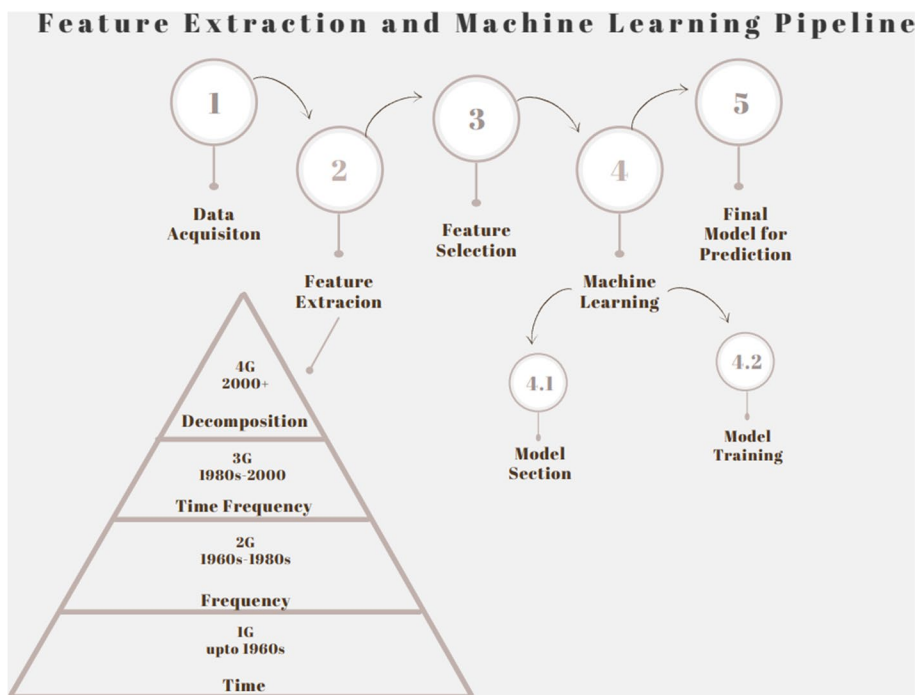 Feature Extraction and Machine Learning Pipeline
1
2
3
4
5
Data
Acquisiton
Feature
Extracion
Feature
Selection
Machine
Learning
Final
Model for
Prediction
4.1
Model
Section
4.2
Model
Training
4G
2000+
Decomposition
3G
1980s-2000
Time Frequency
2G
1960s-1980s
Frequency
1G
upto 1960s
Time